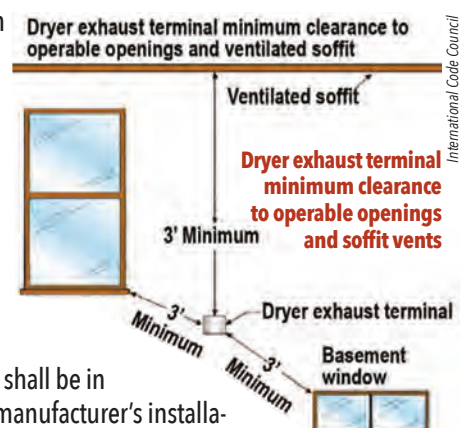 Dryer exhaust terminal minimum clearance to
operable openings and ventilated soffit
International Code Council
Ventilated soffit
Dryer exhaust terminal
minimum clearance
to operable openings
and soffit vents
3' Minimum
Dryer exhaust terminal
3'
Minimum
3'
Minimum
Basement
window
shall be in
manufacturer's installa-